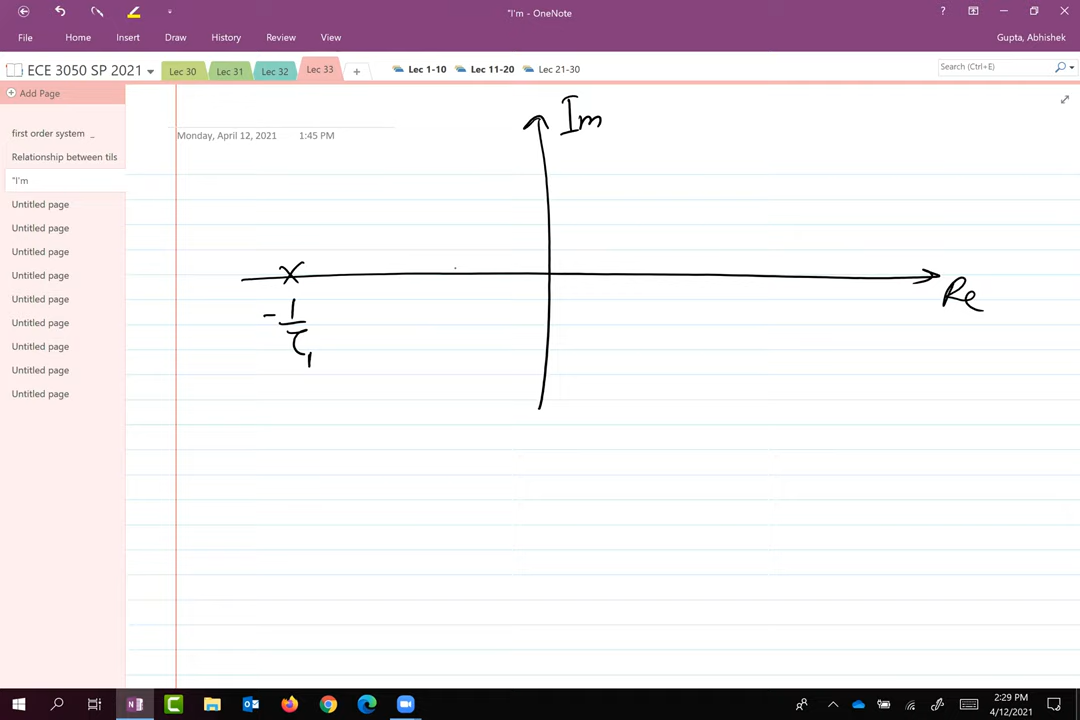 "I'm - OneNote
?
File Home Insert Draw History Review View
Gupta, Abhishek
ECE 3050 SP 2021
Lec 30 Lec 31 Lec 32 Lec 33 +
Lec 1-10 Lec 11-20 Lec 21-30
Search (Ctrl+E)
Add Page
first order system _
Relationship between tils
"I'm
Untitled page
Untitled page
Untitled page
Untitled page
Untitled page
Untitled page
Untitled page
Untitled page
Untitled page
Monday, April 12, 2021 1:45 PM
Im
Re
- 1/τ₁
2:29 PM
4/12/2021